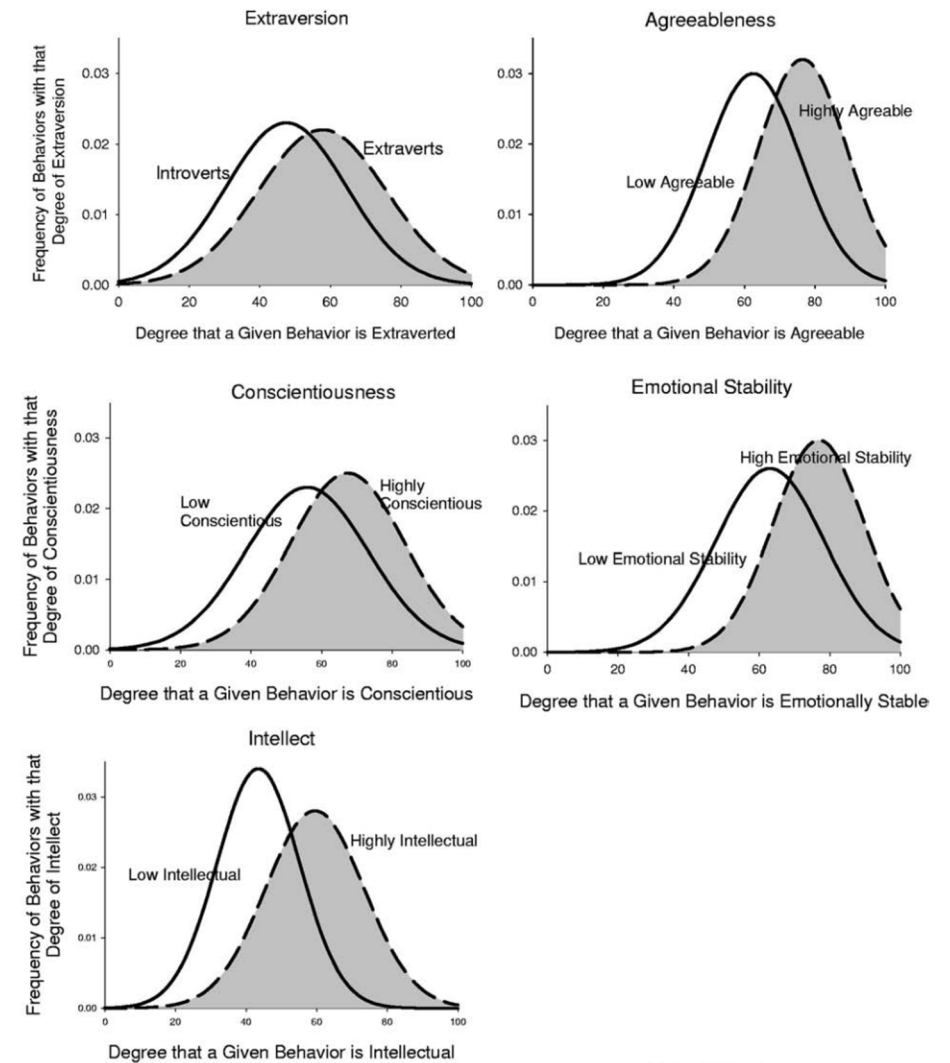 Extraversion
Frequency of Behaviors with that
Degree of Extraversion
0.03
0.02
0.01
0.00
Introverts
Extraverts
0 20 40 60 80 100
Degree that a Given Behavior is Extraverted
Agreeableness
0.03
0.02
0.01
0.00
Highly Agreable
Low Agreeable
0 20 40 60 80 100
Degree that a Given Behavior is Agreeable
Conscientiousness
Frequency of Behaviors with that
Degree of Conscientiousness
0.03
0.02
0.01
0.00
Low
Conscientious
Highly
Conscientious
0 20 40 60 80 100
Degree that a Given Behavior is Conscientious
Emotional Stability
0.03
0.02
0.01
0.00
High Emotional Stability
Low Emotional Stability
0 20 40 60 80 100
Degree that a Given Behavior is Emotionally Stable
Intellect
Frequency of Behaviors with that
Degree of Intellect
0.03
0.02
0.01
0.00
Low Intellectual
Highly Intellectual
0 20 40 60 80 100
Degree that a Given Behavior is Intellectual